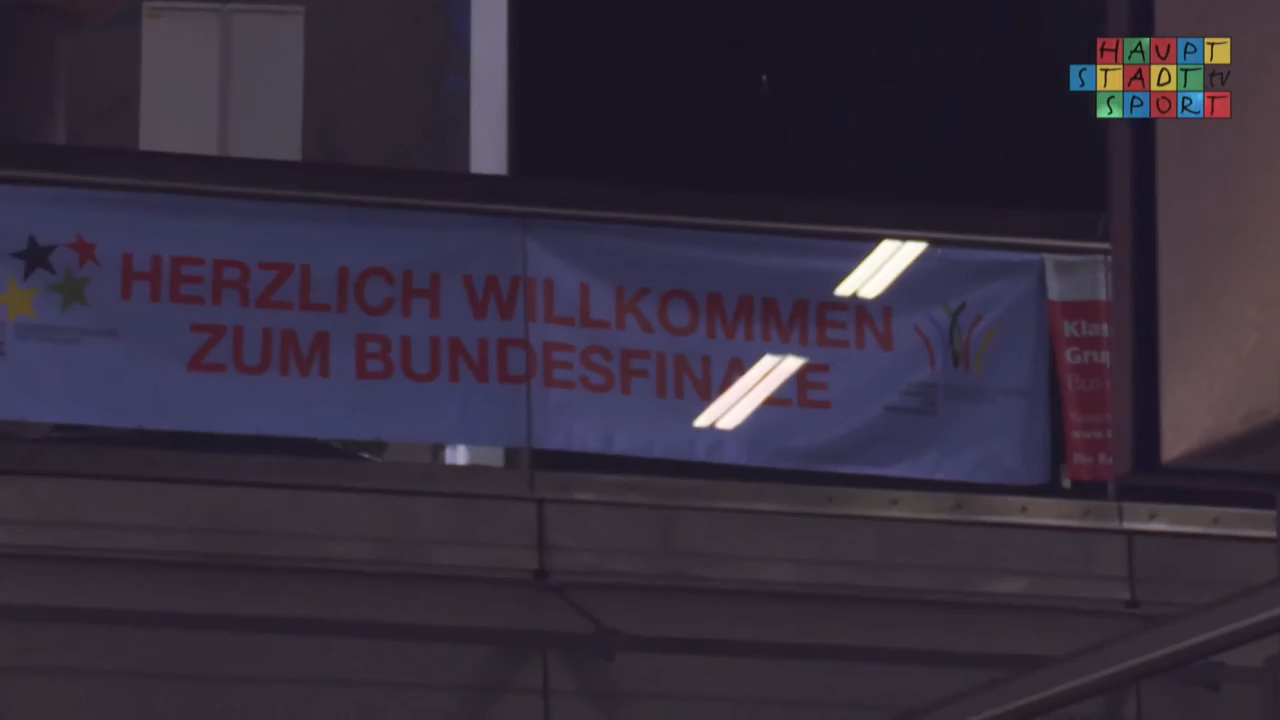 HAUPT
STADT tv
SPORT
HERZLICH WILLKOMMEN
ZUM BUNDESFINALE